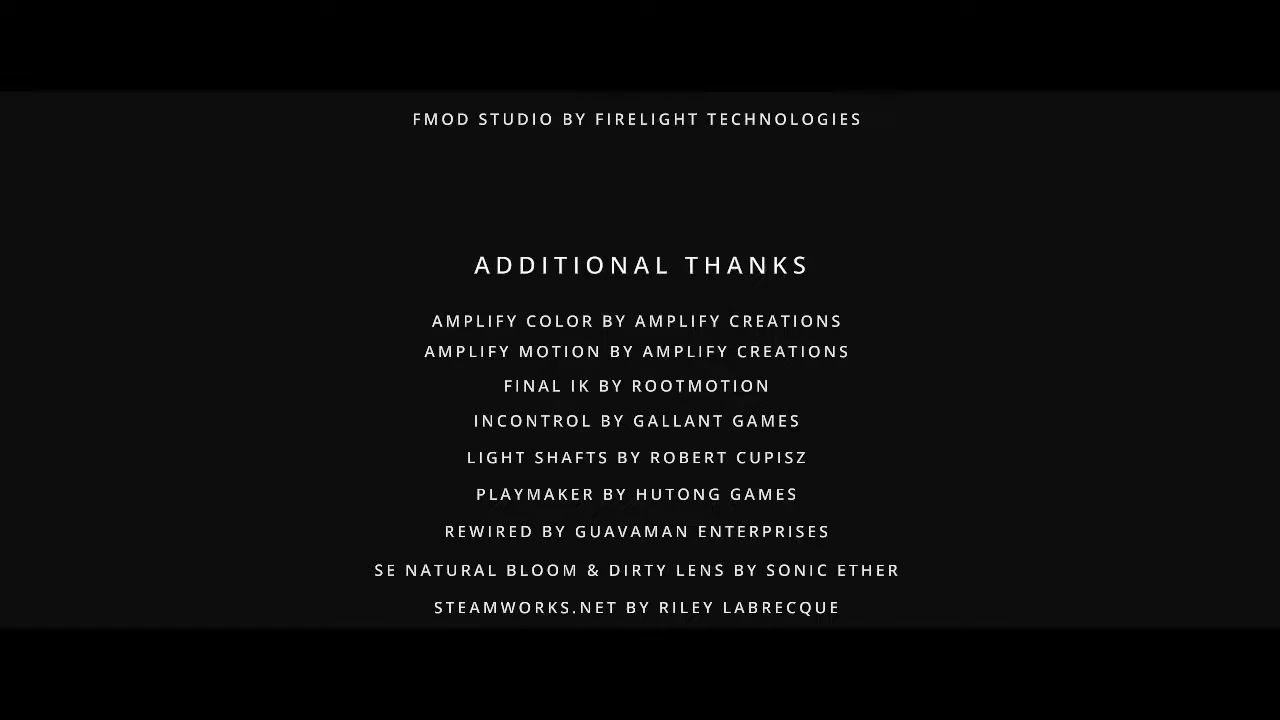 FMOD STUDIO BY FIRELIGHT TECHNOLOGIES
ADDITIONAL THANKS
AMPLIFY COLOR BY AMPLIFY CREATIONS
AMPLIFY MOTION BY AMPLIFY CREATIONS
FINAL IK BY ROOTMOTION
INCONTROL BY GALLANT GAMES
LIGHT SHAFTS BY ROBERT CUPISZ
PLAYMAKER BY HUTONG GAMES
REWIRED BY GUAVAMAN ENTERPRISES
SE NATURAL BLOOM & DIRTY LENS BY SONIC ETHER
STEAMWORKS.NET BY RILEY LABRECQUE